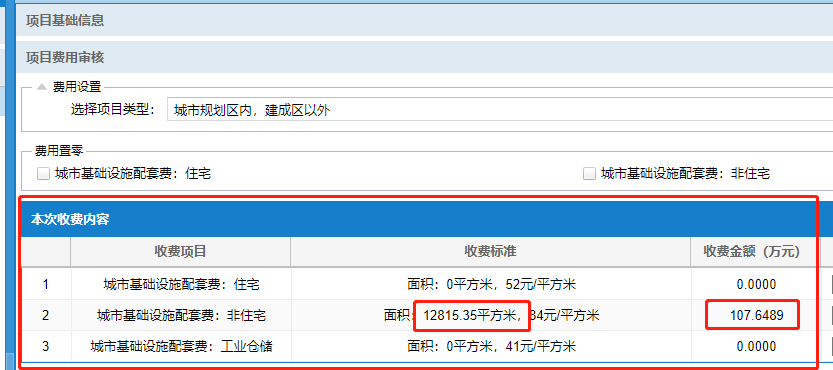 项目基础信息
项目费用审核
费用设置
选择项目类型： 城市规划区内，建成区以外
费用置零
城市基础设施配套费：住宅 城市基础设施配套费：非住宅
本次收费内容
收费项目 收费标准 收费金额（万元）
1 城市基础设施配套费：住宅 面积：0平方米，52元/平方米 0.0000
2 城市基础设施配套费：非住宅 面积：12815.35平方米，84元/平方米 107.6489
3 城市基础设施配套费：工业仓储 面积：0平方米，41元/平方米 0.0000